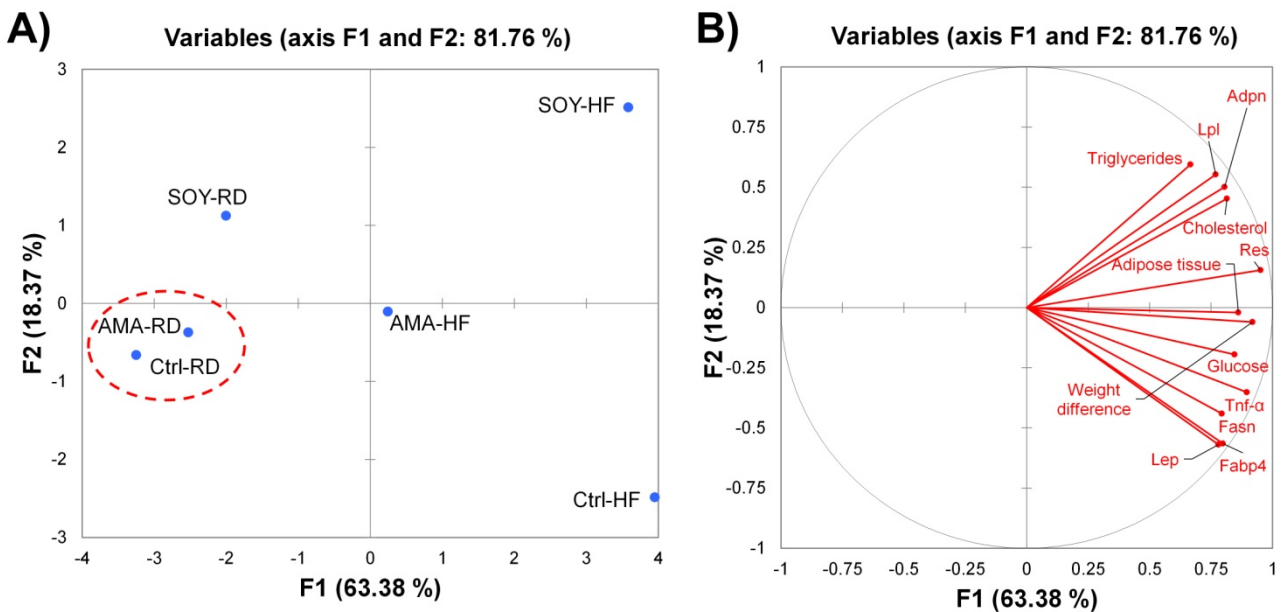 A)
Variables (axis F1 and F2: 81.76 %)
3
2
1
0
-1
-2
-3
F2 (18.37 %)
SOY-HF
SOY-RD
AMA-RD
AMA-HF
Ctrl-RD
Ctrl-HF
-4
-3
-2
-1
0
1
2
3
4
F1 (63.38 %)
B)
Variables (axis F1 and F2: 81.76 %)
1
0.75
0.5
0.25
0
-0.25
-0.5
-0.75
-1
F2 (18.37 %)
Adpn
Lpl
Triglycerides
Cholesterol
Res
Adipose tissue
Glucose
Weight
difference
Tnf-α
Fasn
Lep
Fabp4
-1
-0.75
-0.5
-0.25
0
0.25
0.5
0.75
1
F1 (63.38 %)